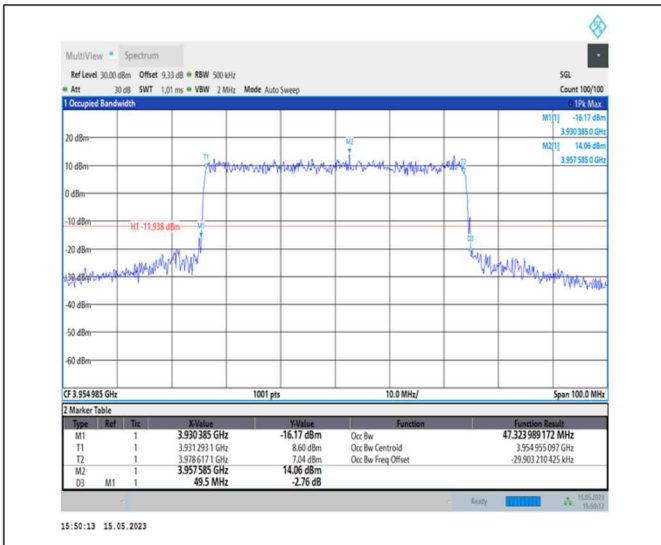 MultiView Spectrum
Ref Level 30.00 dBm Offset 9.33 dB RBW 500 kHz SGL
Att 30 dB SWT 1.01 ms VBW 2 MHz Mode Auto Sweep Count 100/100
1 Occupied Bandwidth 1Pk Max
M1[1] -16.17 dBm
3.930 385 0 GHz
M2[1] 14.06 dBm
3.957 585 0 GHz
20 dBm
M2
T1
T2
10 dBm
0 dBm
-10 dBm
H1 -11.938 dBm
M1
D3
-20 dBm
-30 dBm
-40 dBm
-50 dBm
-60 dBm
CF 3.954 985 GHz 1001 pts 10.0 MHz/ Span 100.0 MHz
2 Marker Table
Type Ref Trc X-Value Y-Value Function Function Result
M1 1 3.930 385 GHz -16.17 dBm Occ Bw 47.323 989 172 MHz
T1 1 3.931 293 1 GHz 8.60 dBm Occ Bw Centroid 3.954 955 097 GHz
T2 1 3.978 617 1 GHz 7.04 dBm Occ Bw Freq Offset -29.903 210 425 kHz
M2 1 3.957 585 GHz 14.06 dBm
D3 M1 1 49.5 MHz -2.76 dB
Ready 15.05.2023
15:50:12
15:50:13 15.05.2023